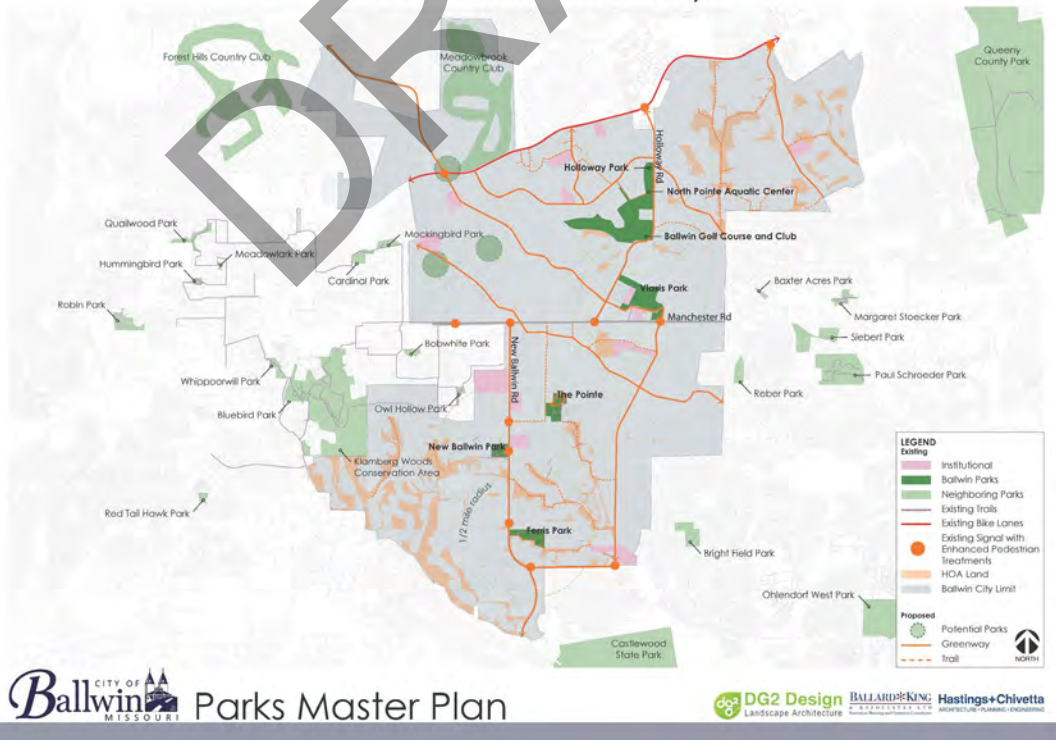 DRA
Forest Hills Country Club
Meadowbrook
Country Club
Queeny
County Park
Holloway Rd
Holloway Park
North Pointe Aquatic Center
Ballwin Golf Course and Club
Quailwood Park
Meadowlark Park
Mockingbird Park
Hummingbird Park
Cardinal Park
Robin Park
Vlasis Park
Manchester Rd
Baxter Acres Park
Margaret Stoecker Park
Siebert Park
Paul Schroeder Park
Reber Park
Bobwhite Park
New Ballwin Rd
Whippoorwill Park
Owl Hollow Park
Bluebird Park
The Pointe
New Ballwin Park
Klamberg Woods
Conservation Area
Red Tail Hawk Park
1/2 mile radius
Ferris Park
Bright Field Park
Ohlendorf West Park
Castlewood
State Park
LEGEND
Existing
Institutional
Ballwin Parks
Neighboring Parks
Existing Trails
Existing Bike Lanes
Existing Signal with
Enhanced Pedestrian
Treatments
HOA Land
Ballwin City Limit
Proposed
Potential Parks
Greenway
Trail
NORTH
CITY OF
Ballwin
MISSOURI
Parks Master Plan
dg2
DG2 Design
Landscape Architecture
BALLARD*KING
& ASSOCIATES LTD
Hastings+Chivetta
ARCHITECTURE • PLANNING • ENGINEERING